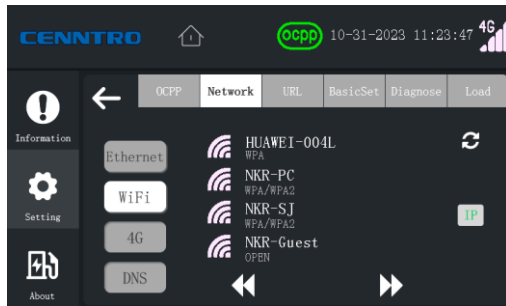 CENNTRO
ocpp 10-31-2023 11:23:47 4G
OCPP Network URL BasicSet Diagnose Load
Information
Setting
About
Ethernet
WiFi
4G
DNS
HUAWEI-004L
WPA
NKR-PC
WPA/WPA2
NKR-SJ
WPA/WPA2
NKR-Guest
OPEN
IP